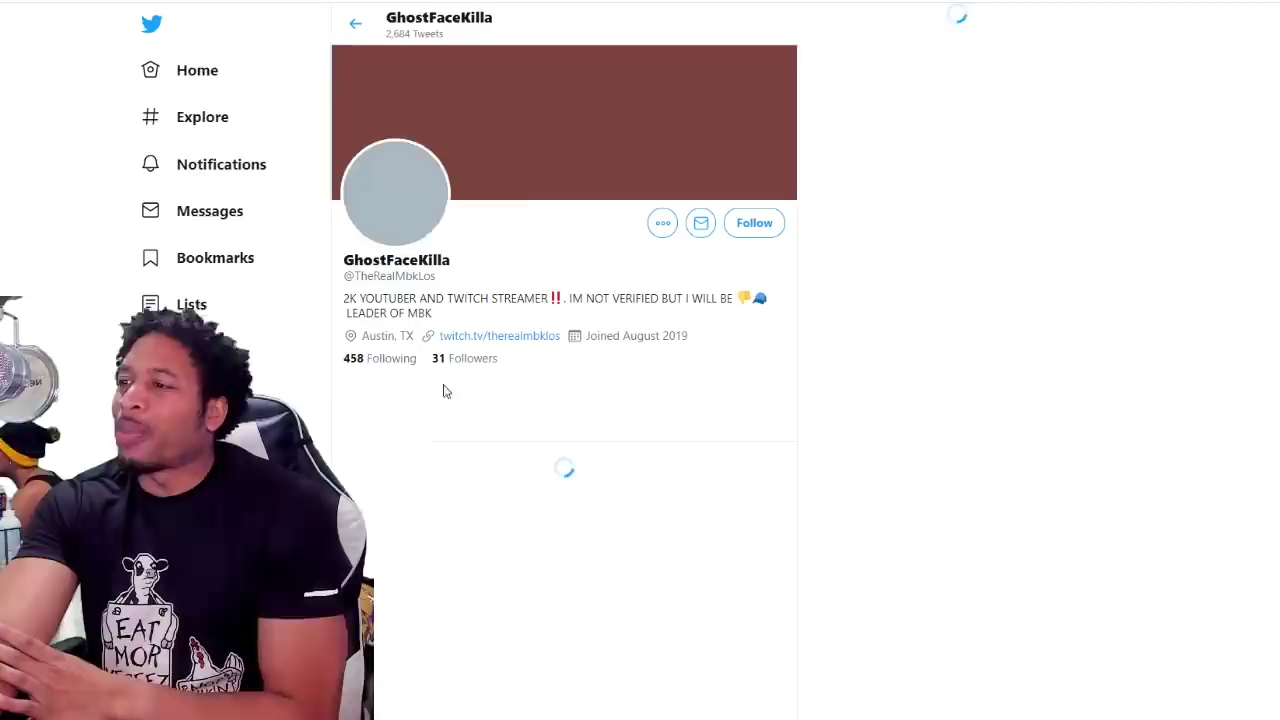 GhostFaceKilla
2,684 Tweets
Home
Explore
Notifications
Messages
Bookmarks
Lists
Follow
GhostFaceKilla
@TheRealMbkLos
2K YOUTUBER AND TWITCH STREAMER‼️. IM NOT VERIFIED BUT I WILL BE 👎🧢
LEADER OF MBK
Austin, TX twitch.tv/therealmbklos Joined August 2019
458 Following 31 Followers
EAT
MOR